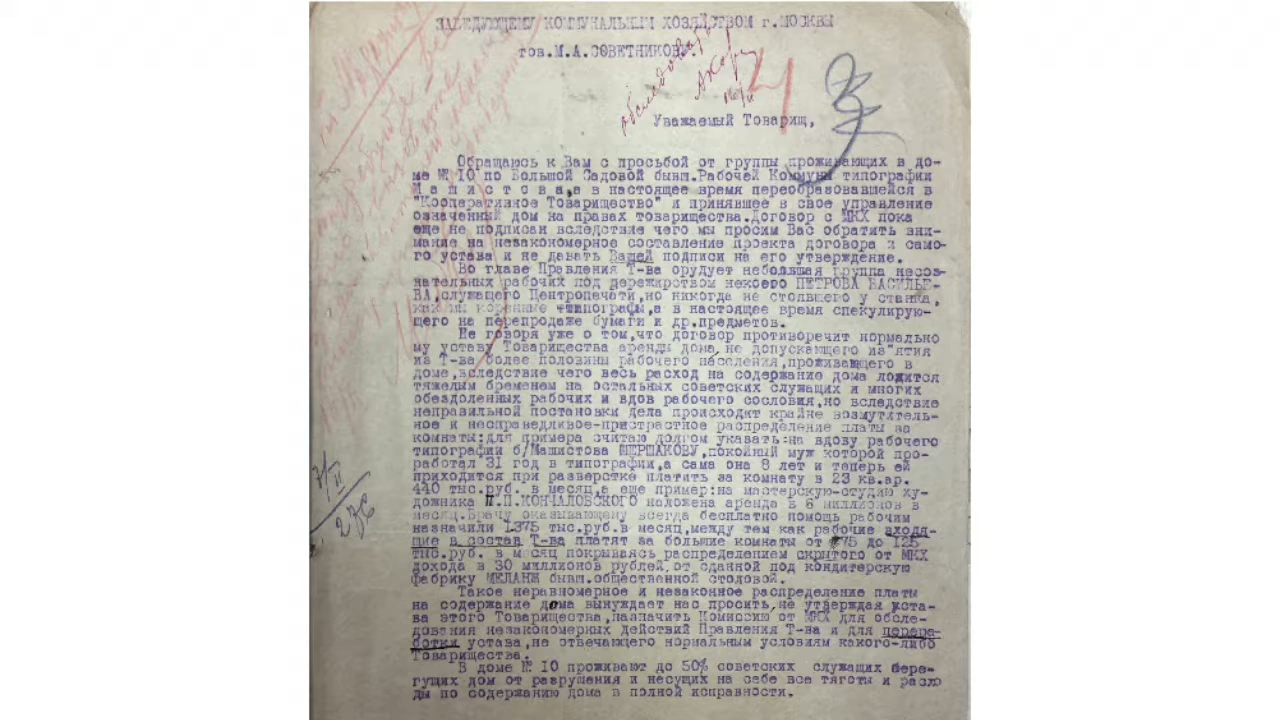 ЗАВЕДУЮЩЕМУ КОММУНАЛЬНЫМ ХОЗЯЙСТВОМ г.МОСКВЫ
тов.М.А.СОВЕТНИКОВУ.
обследовать
Уважаемый Товарищ,
Обращаюсь к Вам с просьбой от группы проживающих в до-
ме № 10 по Большой Садовой бывш.Рабочей Коммуны типографии
М а ш и с т о в а,а в настоящее время переобразовавшейся в
"Кооперативное Товарищество" и принявшее в свое управление
означенный дом на правах товарищества.Договор с МКХ пока
еще не подписан вследствие чего мы просим Вас обратить вни-
мание на незакономерное составление проекта договора и само-
го устава и не давать Вашей подписи на его утверждение.
Во главе Правления Т-ва орудует небольшая группа несоз-
нательных рабочих под дережирством некоего ПЕТРОВА ВАСИЛЬЕ-
ВА,служащего Центропечати,но никогда не стоявшего у станка,
как их коренные типографы,а в настоящее время спекулирую-
щего на перепродаже бумаги и др.предметов.
Не говоря уже о том,что договор противоречит нормально
му уставу Товарищества аренды дома,не допускающего из"ятия
из Т-ва более половины рабочего населения,проживающего в
доме,вследствие чего весь расход на содержание дома ложится
тяжелым бременем на остальных советских служащих и многих
обездоленных рабочих и вдов рабочего сословия,но вследствие
неправильной постановки дела происходит крайне возмутитель-
ное и несправедливое-пристрастное распределение платы за
комнаты:для примера считаю долгом указать:на вдову рабочего
типографии б/Машистова ШЕРШАКОВУ,покойный муж которой про-
работал 31 год в типографии,а сама она 8 лет и теперь ей
приходится при разверстке платить за комнату в 23 кв.ар.
440 тыс.руб. в месяц,а еще пример:на мастерскую-студию ху-
дожника П.П.КОНЧАЛОВСКОГО наложена аренда в 6 миллионов в
месяц.Врачу оказывающему всегда бесплатно помощь рабочим
назначили 1.375 тыс.руб.в месяц,между тем как рабочие входя-
щие в состав Т-ва платят за большие комнаты от 75 до 125
тыс.руб. в месяц покрываясь распределением скрытого от МКХ
дохода в 30 миллионов рублей,от сданной под кондитерскую
фабрику МЕЛАНЖ бывш.общественной столовой.
Такое неравномерное и незаконное распределение платы
на содержание дома вынуждает нас просить,не утверждая уста-
ва этого Товарищества,назначить Комиссию от МКХ для обсле-
дования незакономерных действий Правления Т-ва и для перера-
ботки устава,не отвечающего нормальным условиям какого-либо
Товарищества.
В доме № 10 проживают до 50% советских служащих бере-
гущих дом от разрушения и несущих на себе все тяготы и расхо
ды по содержанию дома в полной исправности.